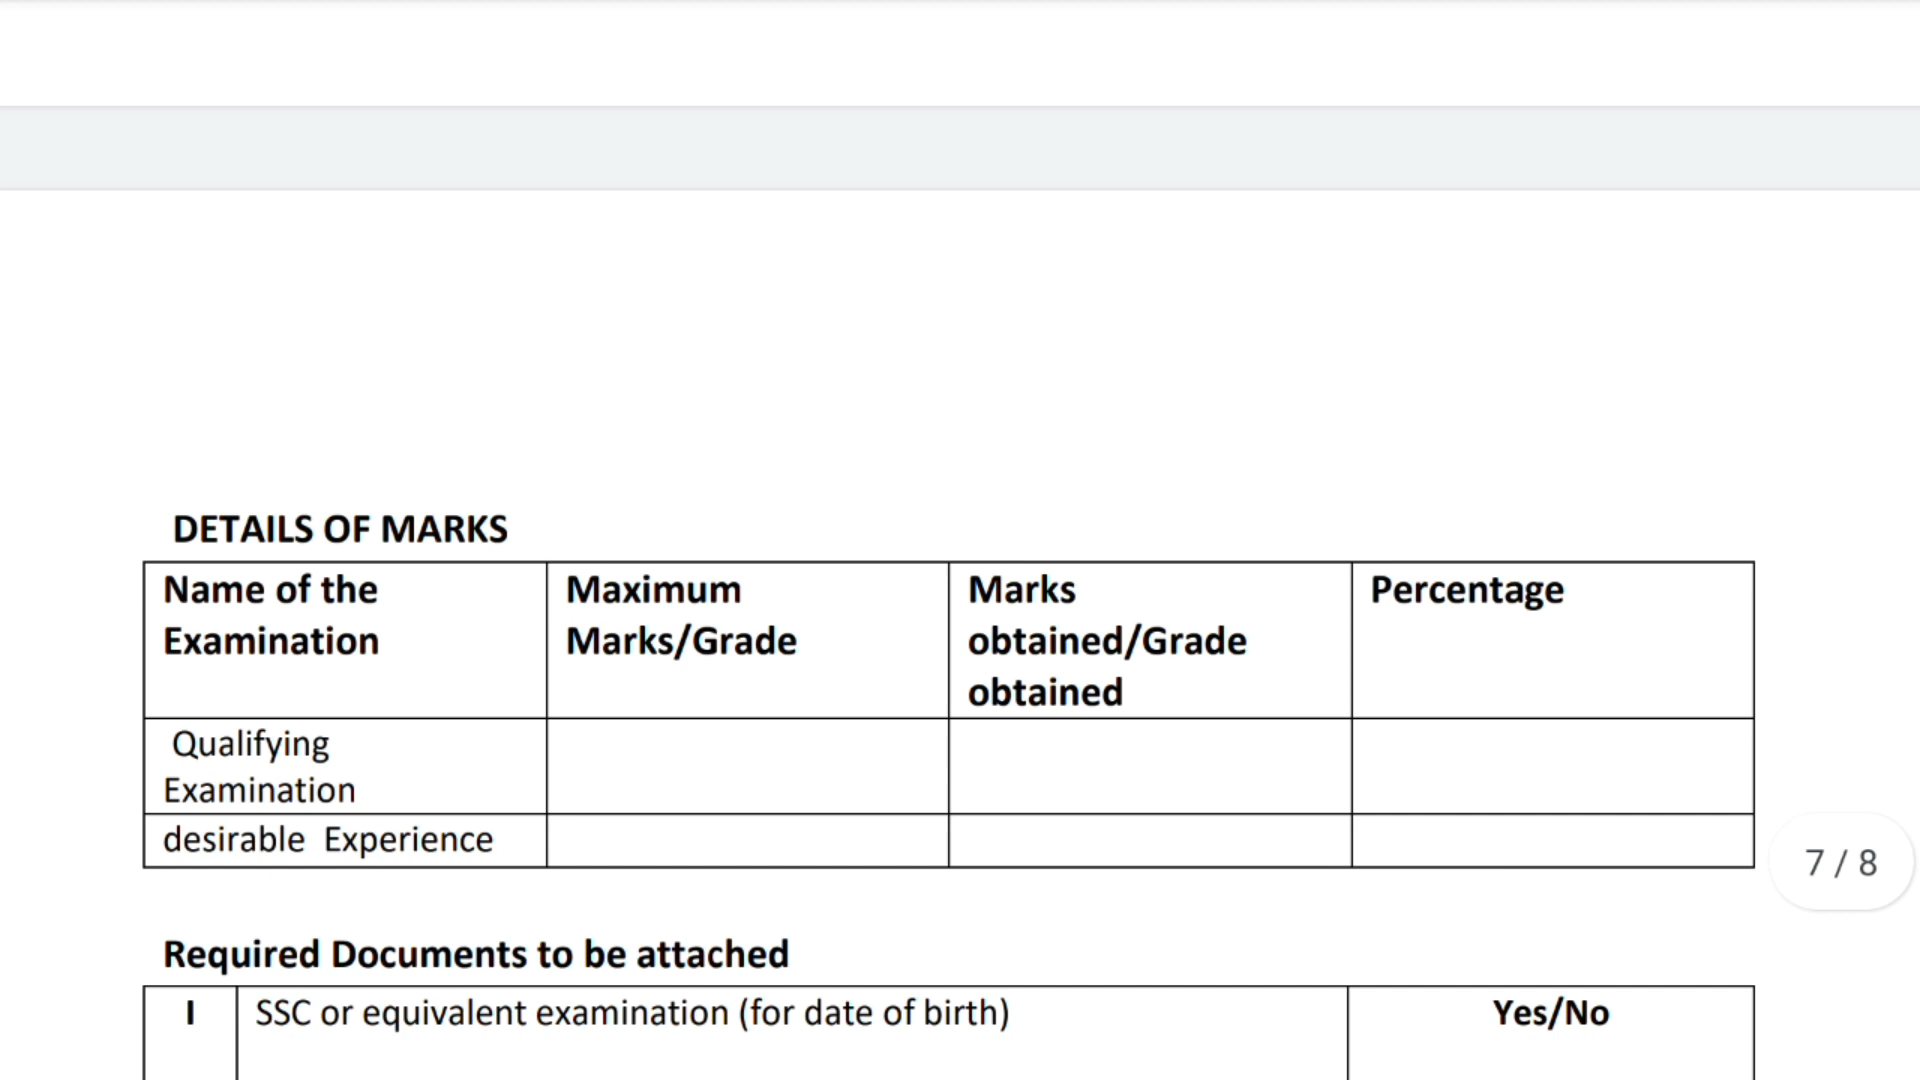 DETAILS OF MARKS
Name of the
Examination
Maximum
Marks/Grade
Marks
obtained/Grade
obtained
Percentage
Qualifying
Examination
desirable Experience
7 / 8
Required Documents to be attached
I
SSC or equivalent examination (for date of birth)
Yes/No